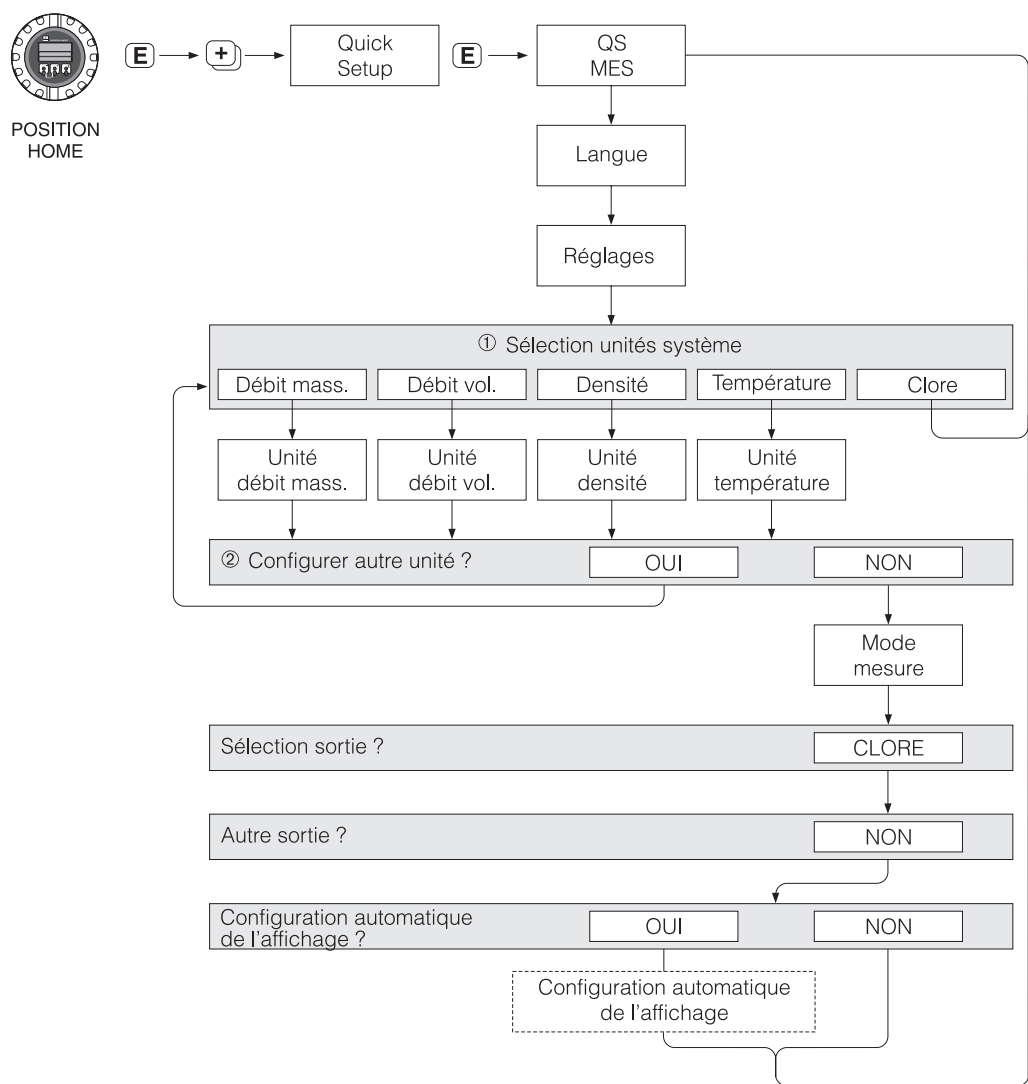 E
+
Quick
Setup
E
QS
MES
POSITION
HOME
Langue
Réglages
① Sélection unités système
Débit mass.
Débit vol.
Densité
Température
Clore
Unité
débit mass.
Unité
débit vol.
Unité
densité
Unité
température
② Configurer autre unité ?
OUI
NON
Mode
mesure
Sélection sortie ?
CLORE
Autre sortie ?
NON
Configuration automatique
de l'affichage ?
OUI
NON
Configuration automatique
de l'affichage